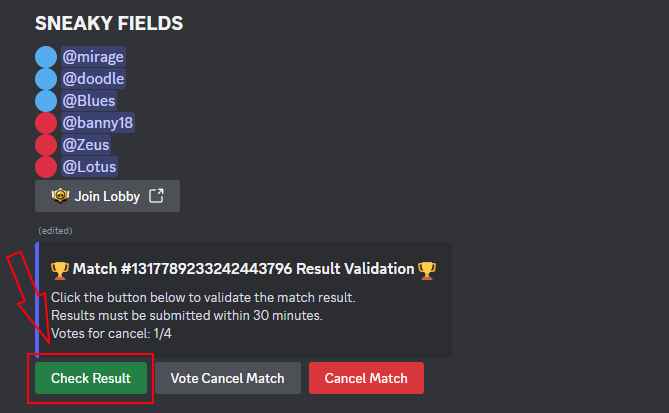 SNEAKY FIELDS
@mirage
@doodle
@Blues
@banny18
@Zeus
@Lotus
Join Lobby
(edited)
Match #1317789233242443796 Result Validation
Click the button below to validate the match result.
Results must be submitted within 30 minutes.
Votes for cancel: 1/4
Check Result Vote Cancel Match Cancel Match